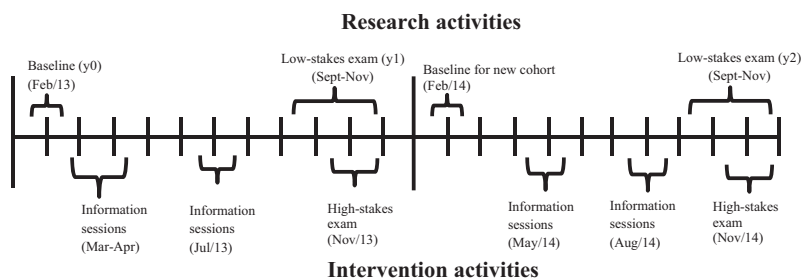 Research activities
Baseline (y0)
(Feb/13)
Low-stakes exam (y1)
(Sept-Nov)
Baseline for new cohort
(Feb/14)
Low-stakes exam (y2)
(Sept-Nov)
Information
sessions
(Mar-Apr)
Information
sessions
(Jul/13)
High-stakes
exam
(Nov/13)
Information
sessions
(May/14)
Information
sessions
(Aug/14)
High-stakes
exam
(Nov/14)
Intervention activities